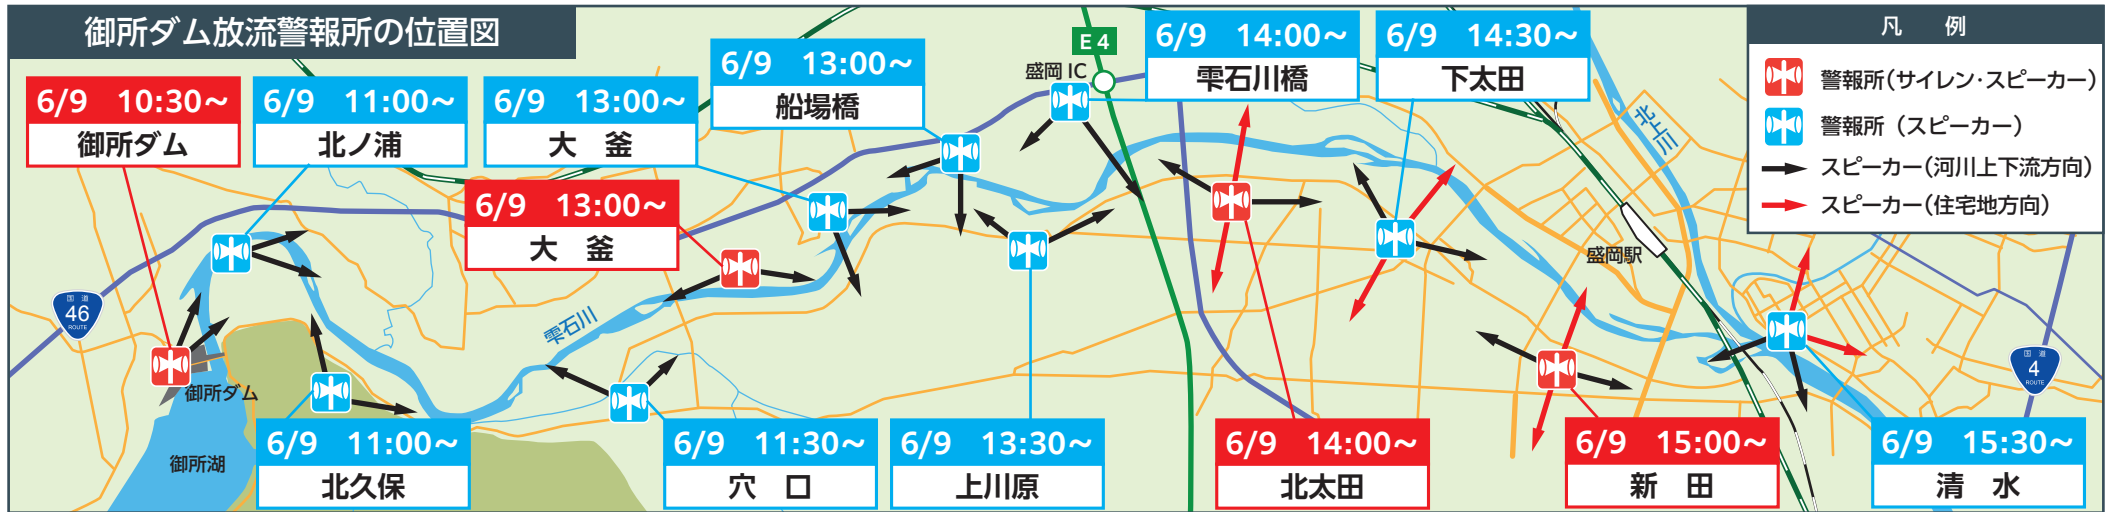 御所ダム放流警報所の位置図
6/9 10:30～
御所ダム
6/9 11:00～
北ノ浦
6/9 13:00～
大 釜
6/9 13:00～
大 釜
6/9 13:00～
船場橋
E4
盛岡 IC
6/9 14:00～
雫石川橋
6/9 14:30～
下太田
凡 例
警報所(サイレン･スピーカー)
警報所（スピーカー）
スピーカー(河川上下流方向)
スピーカー(住宅地方向)
北上川
盛岡駅
雫石川
国道
46
ROUTE
御所ダム
御所湖
国道
4
ROUTE
6/9 11:00～
北久保
6/9 11:30～
穴 口
6/9 13:30～
上川原
6/9 14:00～
北太田
6/9 15:00～
新 田
6/9 15:30～
清 水